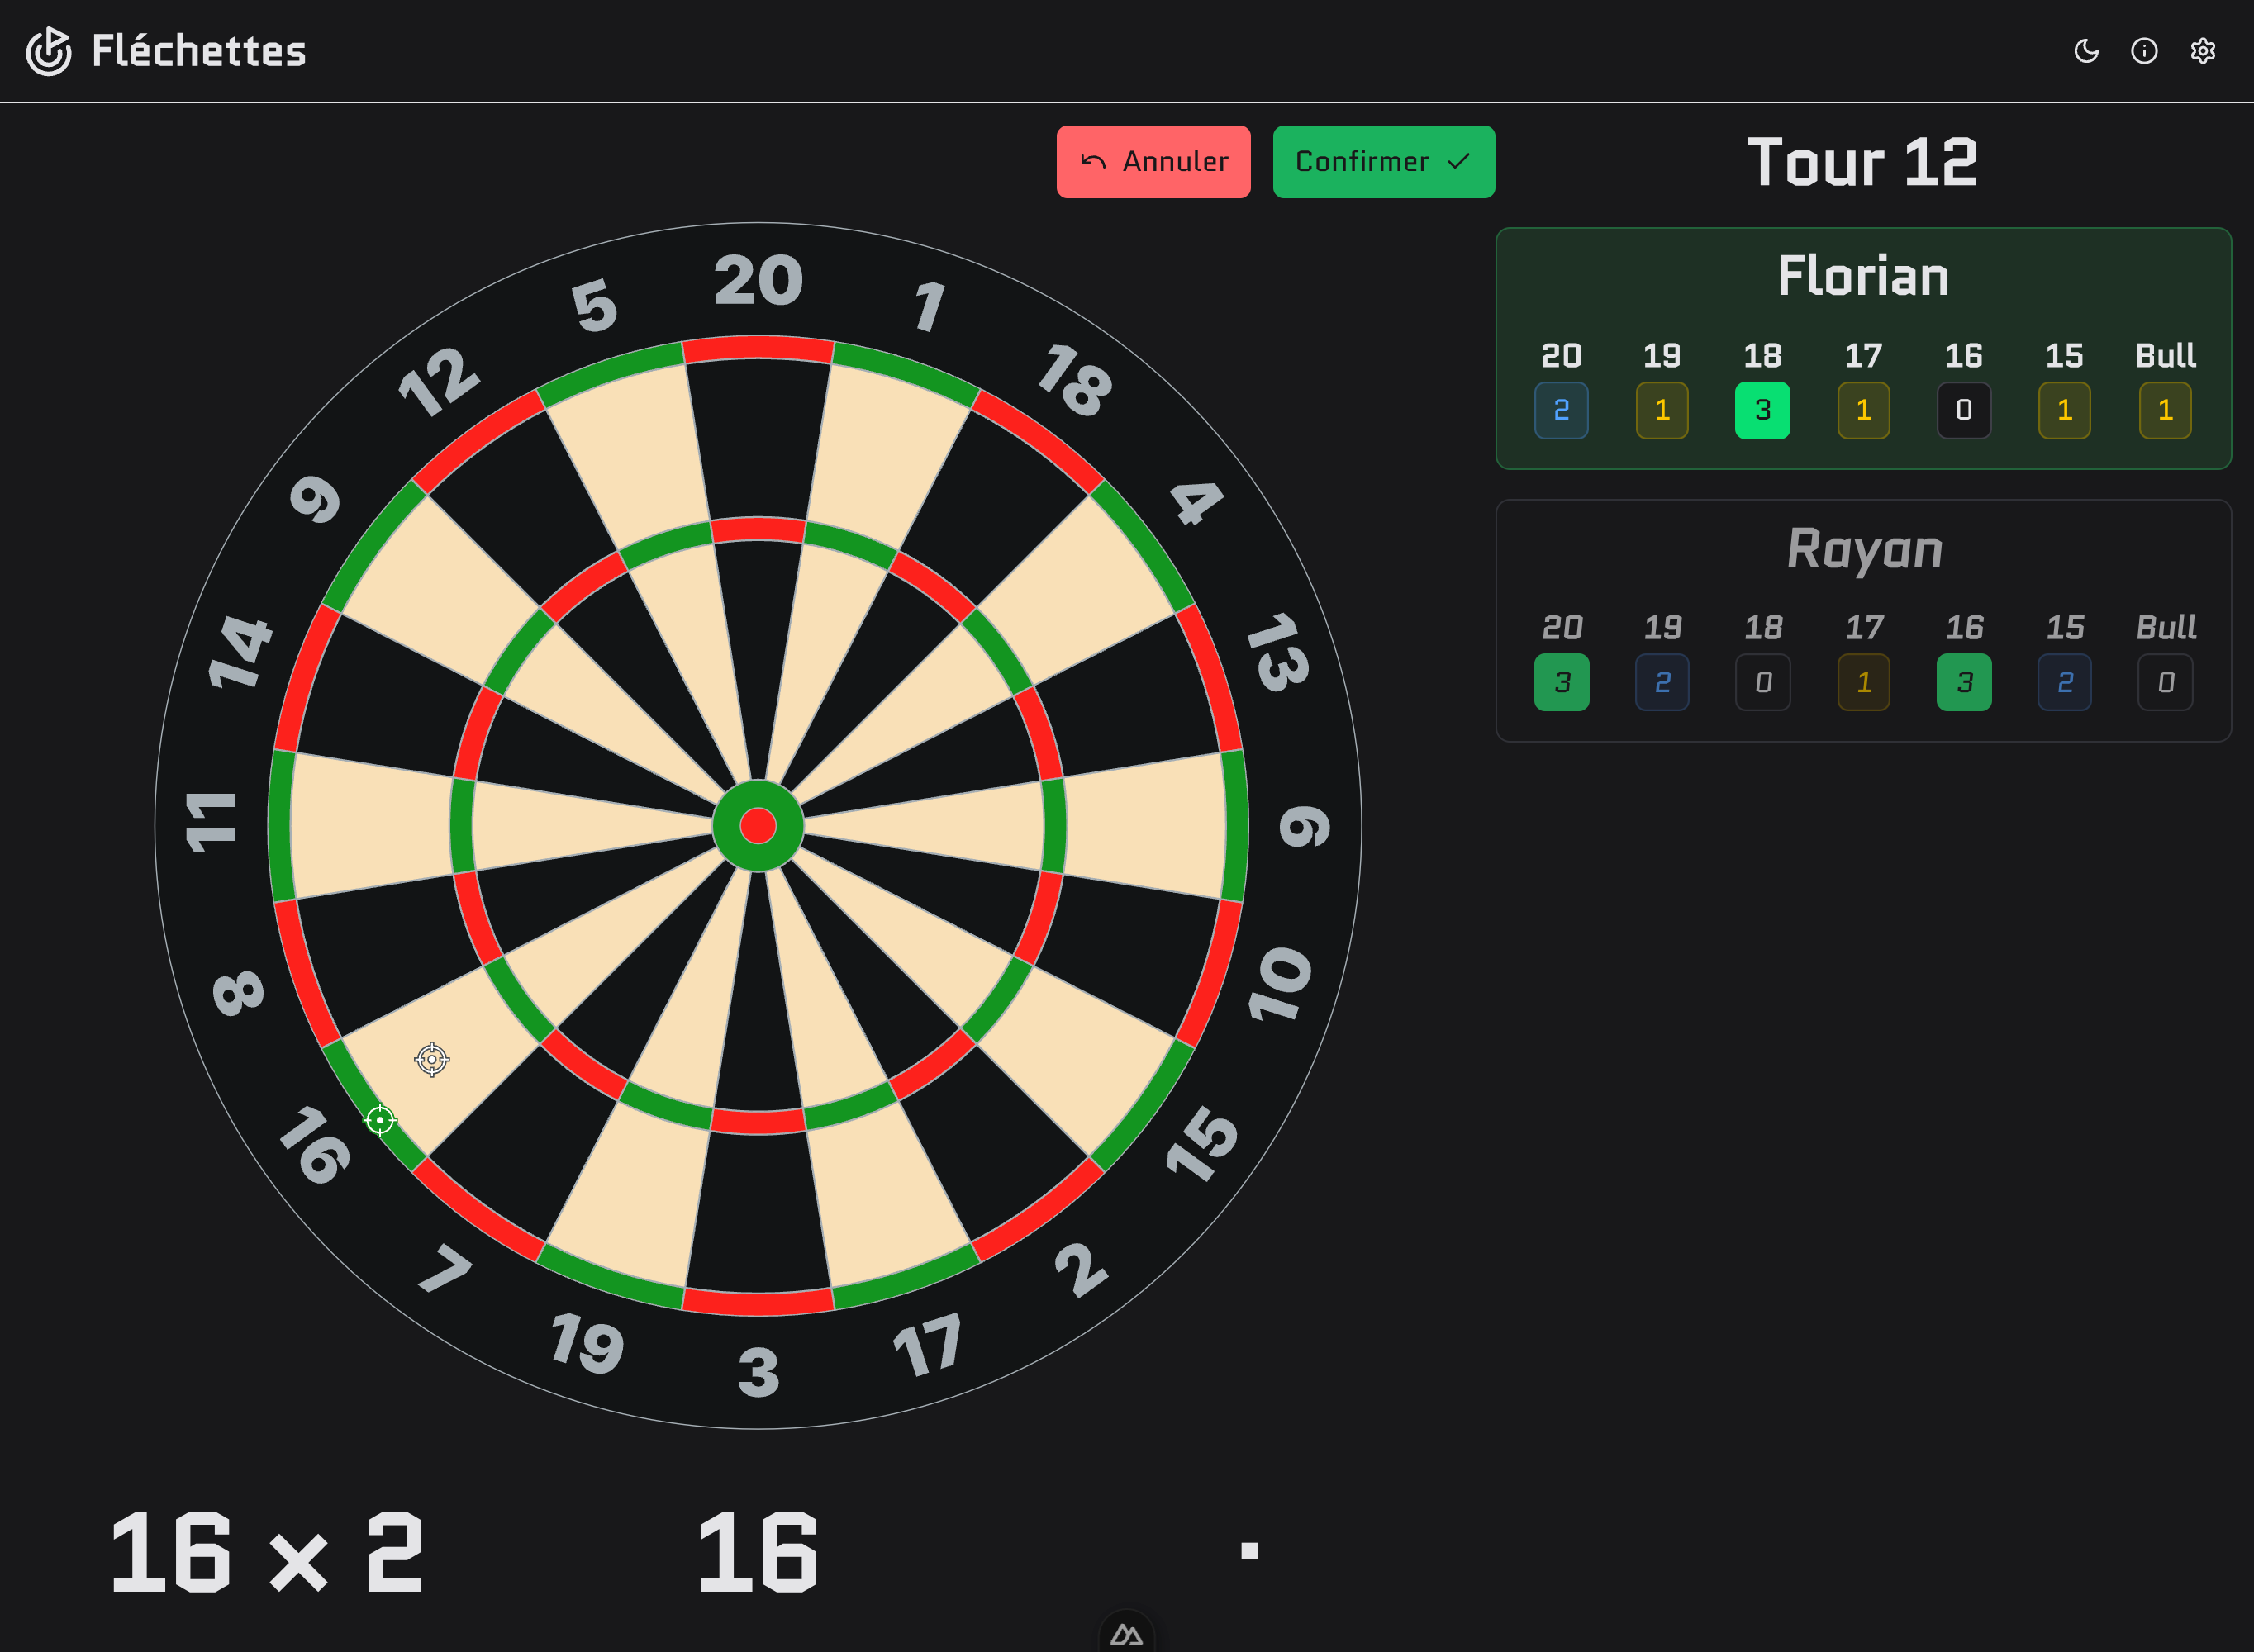 Fléchettes
Annuler
Confirmer
Tour 12
20
1
18
4
13
6
10
15
2
17
3
19
7
16
8
11
14
9
12
5
Florian
20 19 18 17 16 15 Bull
2 1 3 1 0 1 1
Rayan
20 19 18 17 16 15 Bull
3 2 0 1 3 2 0
16 × 2 16 ·